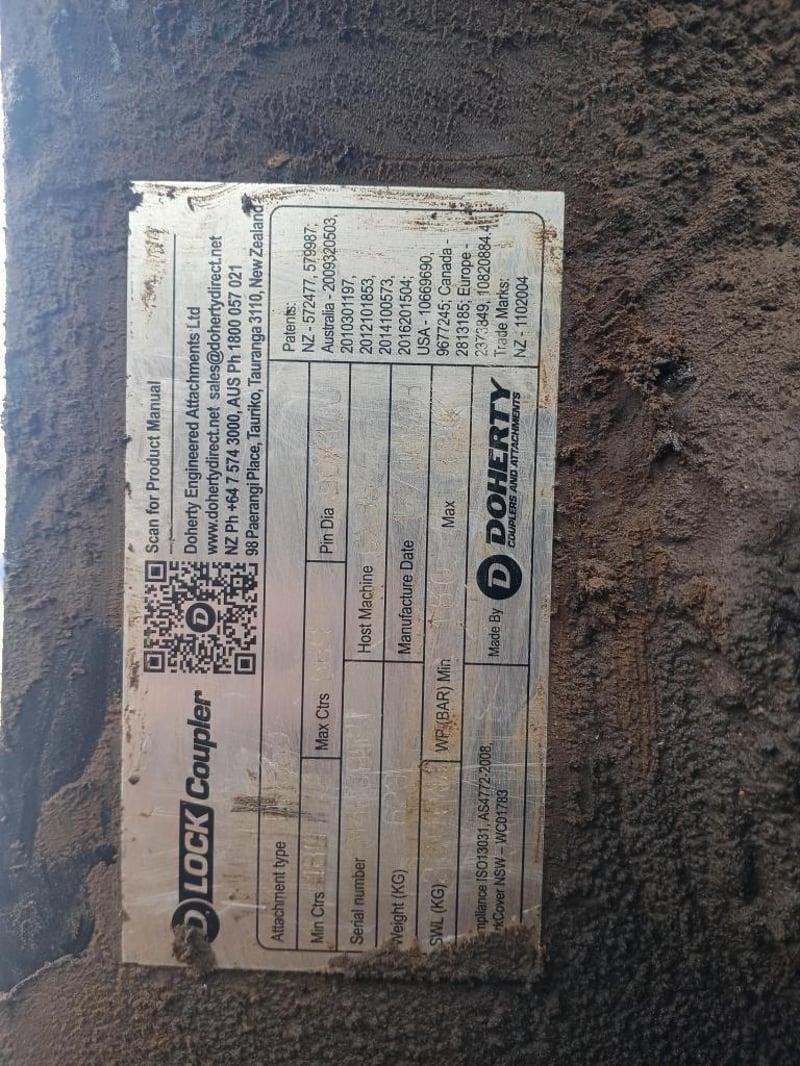 D LOCK Coupler
Scan for Product Manual
Doherty Engineered Attachments Ltd
www.dohertydirect.net sales@dohertydirect.net
NZ Ph +64 7 574 3000, AUS Ph 1800 057 021
98 Paerangi Place, Tauriko, Tauranga 3110, New Zealand
Attachment type
Min Ctrs
Max Ctrs
Pin Dia
Serial number
Host Machine
Weight (KG)
Manufacture Date
SWL (KG)
WP (BAR) Min
Max
mpliance ISO13031, AS4772-2008,
rkCover NSW – WC01783
Made By
D DOHERTY
COUPLERS AND ATTACHMENTS
Patents:
NZ - 572477, 579987;
Australia - 2009320503,
2010301197,
2012101853,
2014100573,
2016201504;
USA - 10669690,
9677245; Canada -
2813185; Europe -
2373849, 10820884.4
Trade Marks:
NZ - 1102004